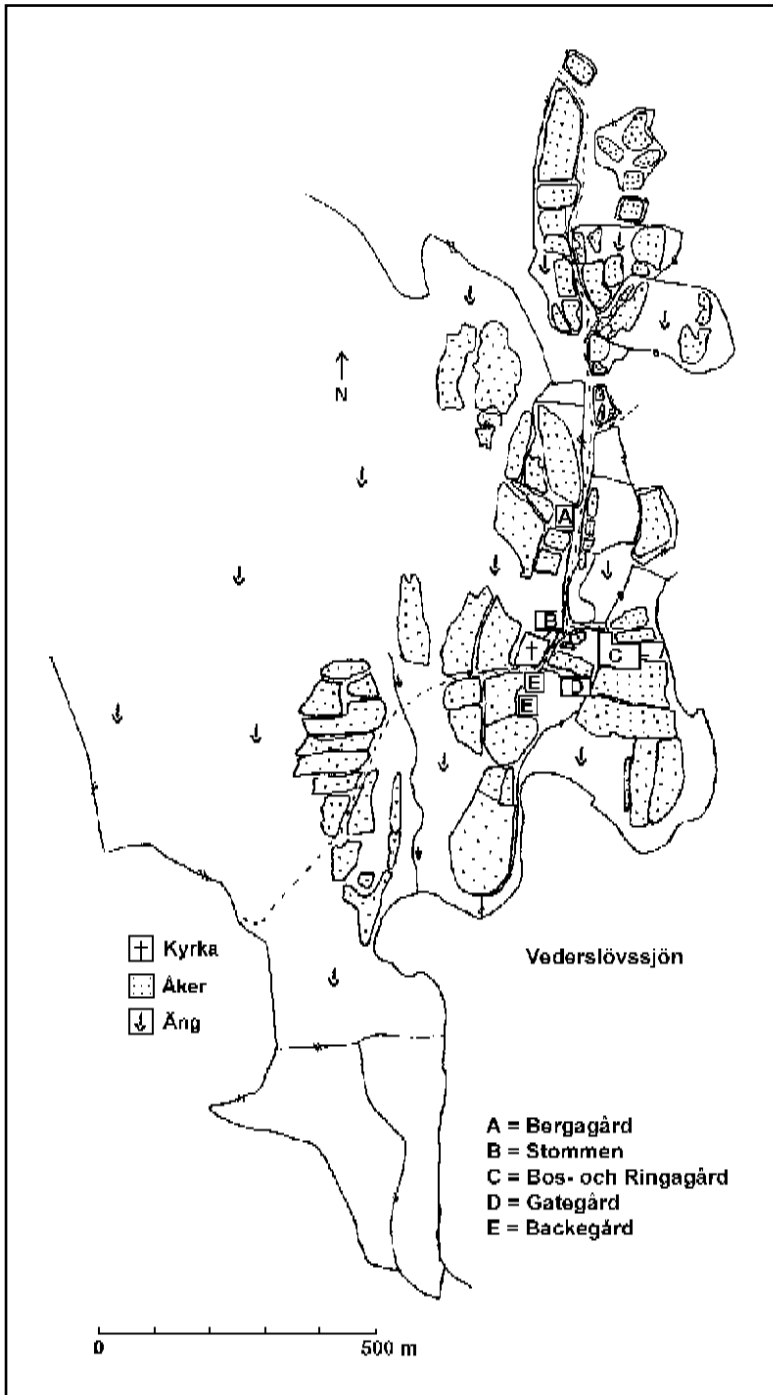 N
A
B
C
E
D
E
Kyrka
Åker
Äng
Vederslövssjön
A = Bergagård
B = Stommen
C = Bos- och Ringagård
D = Gategård
E = Backegård
0 500 m